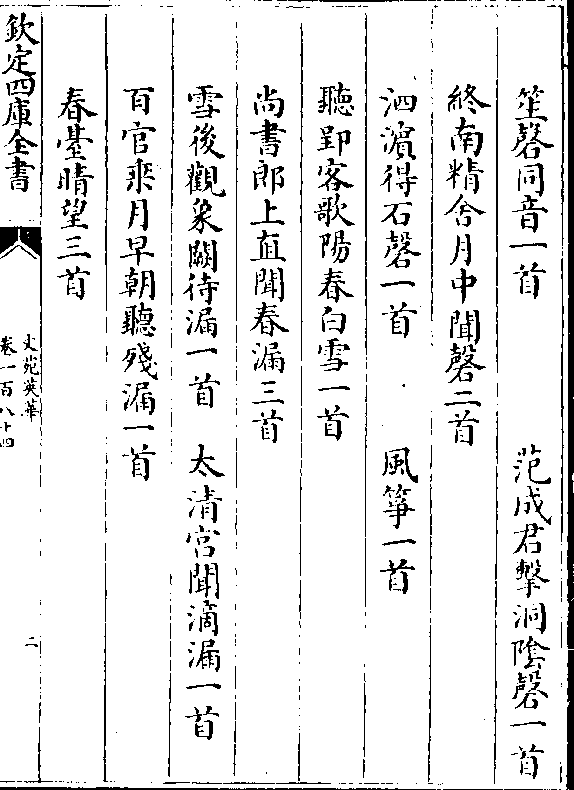 笙磬同音一首　范成君擊洞陰磬一首
終南精舍月中聞磬二首
泗濵得石磬一首　風箏一首
聽郢客歌陽春白雪一首
尚書郎上直聞春漏三首
雪後觀象闕待漏一首　太清宮聞滴漏一首
百官乘月早朝聽殘漏一首
春臺晴望三首
欽定四庫全書
文苑英華
卷一百八十四
二